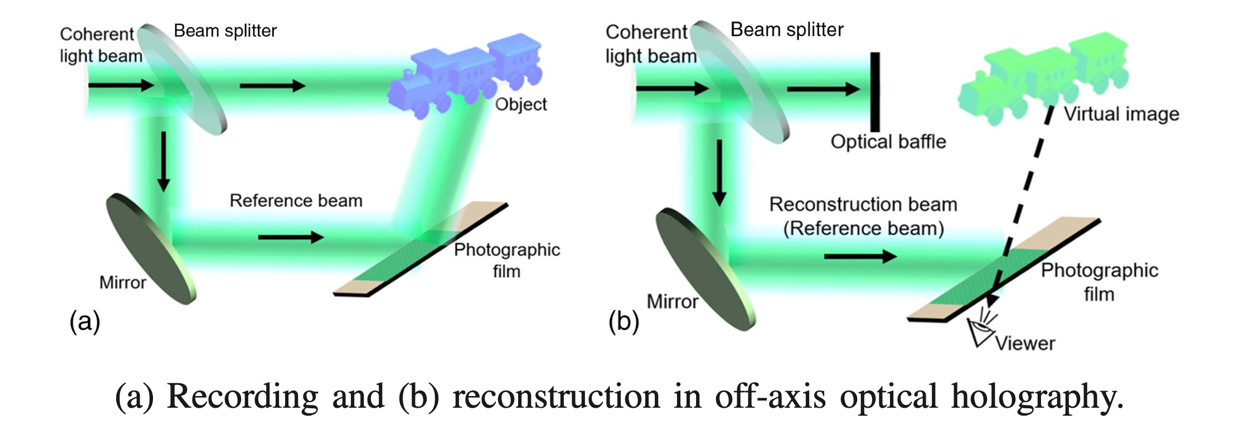 Coherent
light beam
Beam splitter
Object
Reference beam
Photographic
film
Mirror
(a)
Coherent
light beam
Beam splitter
Optical baffle
Virtual image
Reconstruction beam
(Reference beam)
Photographic
film
Mirror
Viewer
(b)
(a) Recording and (b) reconstruction in off-axis optical holography.